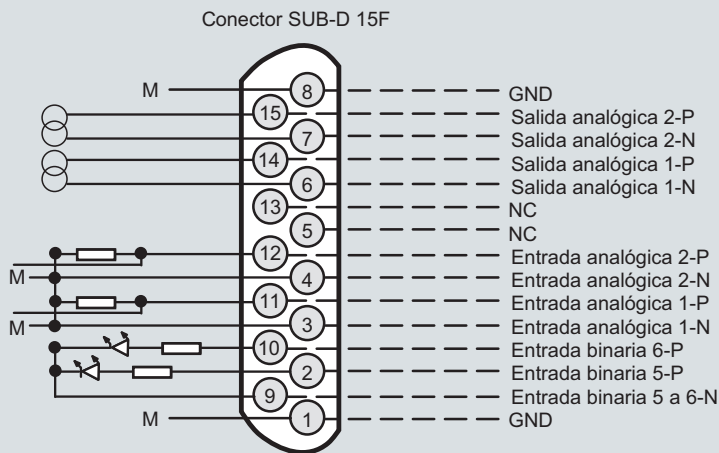 Conector SUB-D 15F
M 8 GND
15 Salida analógica 2-P
7 Salida analógica 2-N
14 Salida analógica 1-P
6 Salida analógica 1-N
13 NC
5 NC
12 Entrada analógica 2-P
M 4 Entrada analógica 2-N
11 Entrada analógica 1-P
M 3 Entrada analógica 1-N
10 Entrada binaria 6-P
2 Entrada binaria 5-P
9 Entrada binaria 5 a 6-N
M 1 GND